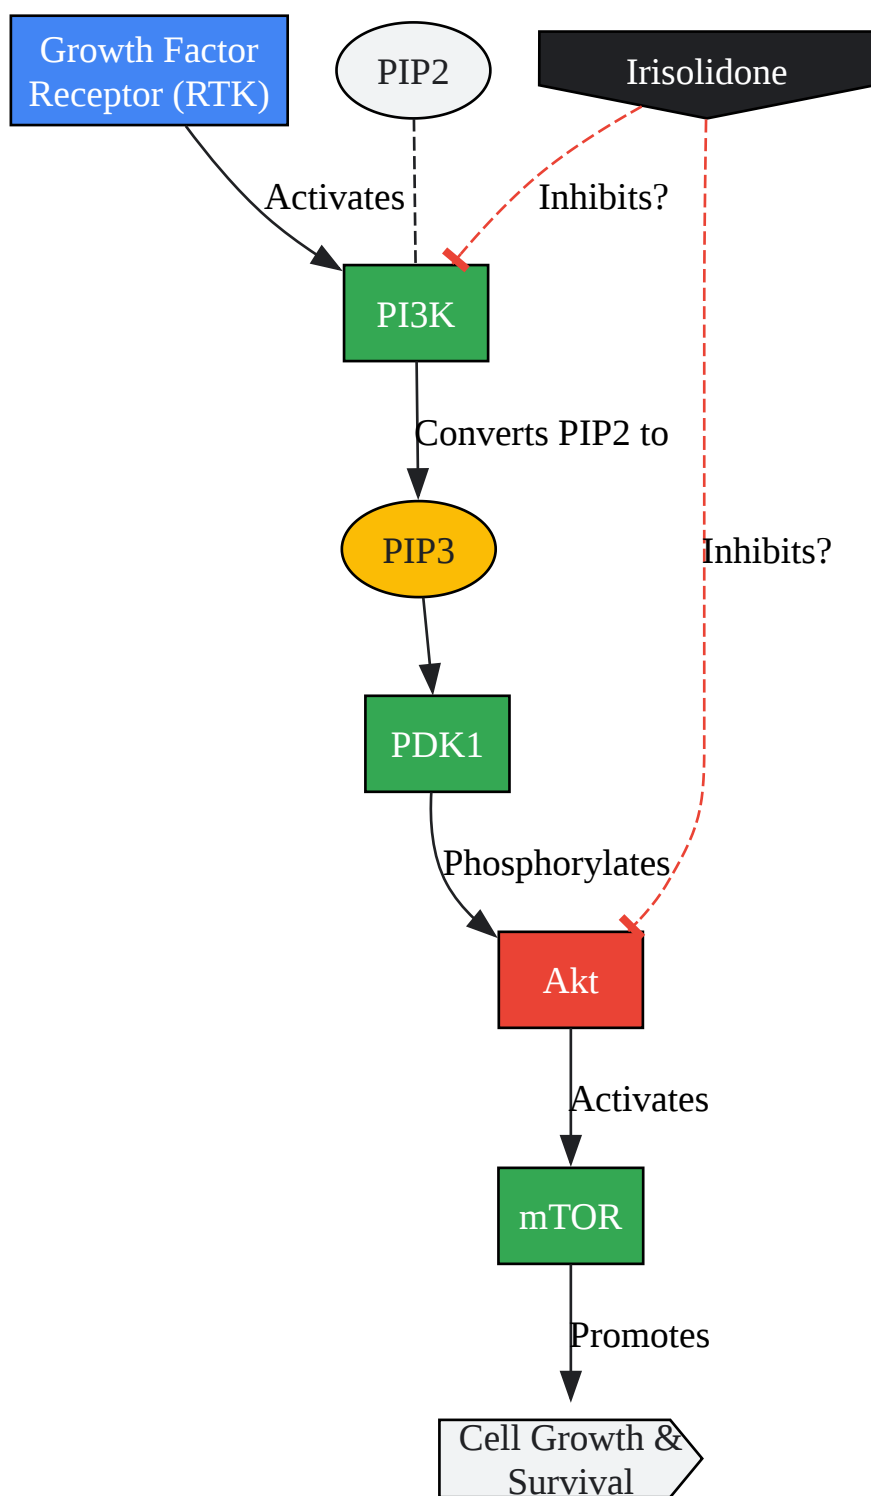 Growth Factor
Receptor (RTK)
PIP2
Irisolidone
Activates
Inhibits?
PI3K
Converts PIP2 to
PIP3
Inhibits?
PDK1
Phosphorylates
Akt
Activates
mTOR
Promotes
Cell Growth &
Survival